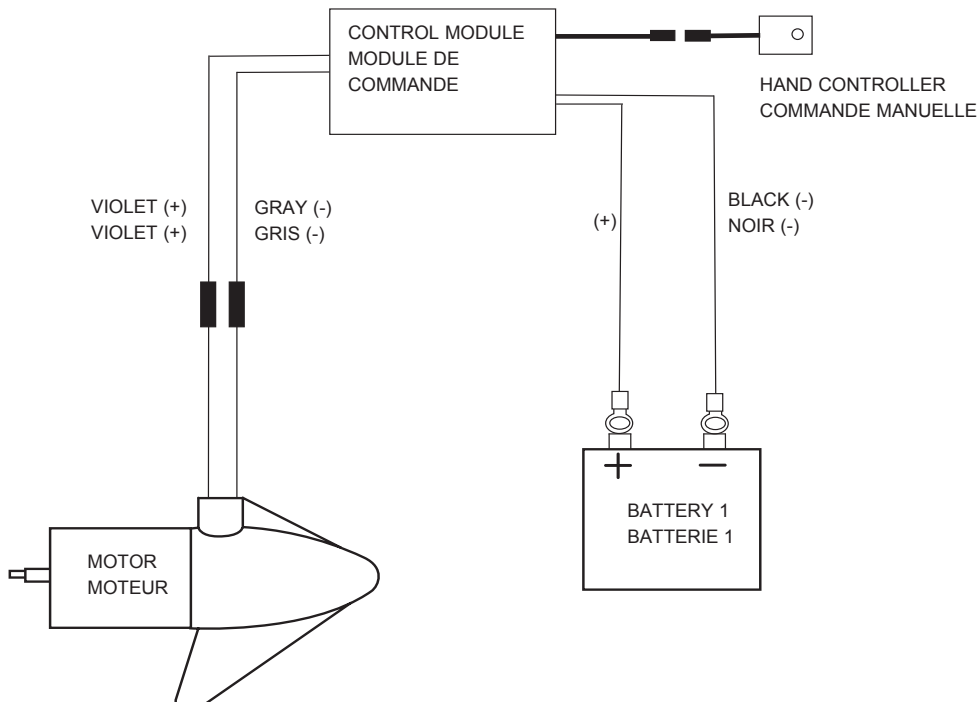 CONTROL MODULE
MODULE DE
COMMANDE
HAND CONTROLLER
COMMANDE MANUELLE
VIOLET (+)
VIOLET (+)
GRAY (-)
GRIS (-)
(+)
BLACK (-)
NOIR (-)
+
−
BATTERY 1
BATTERIE 1
MOTOR
MOTEUR